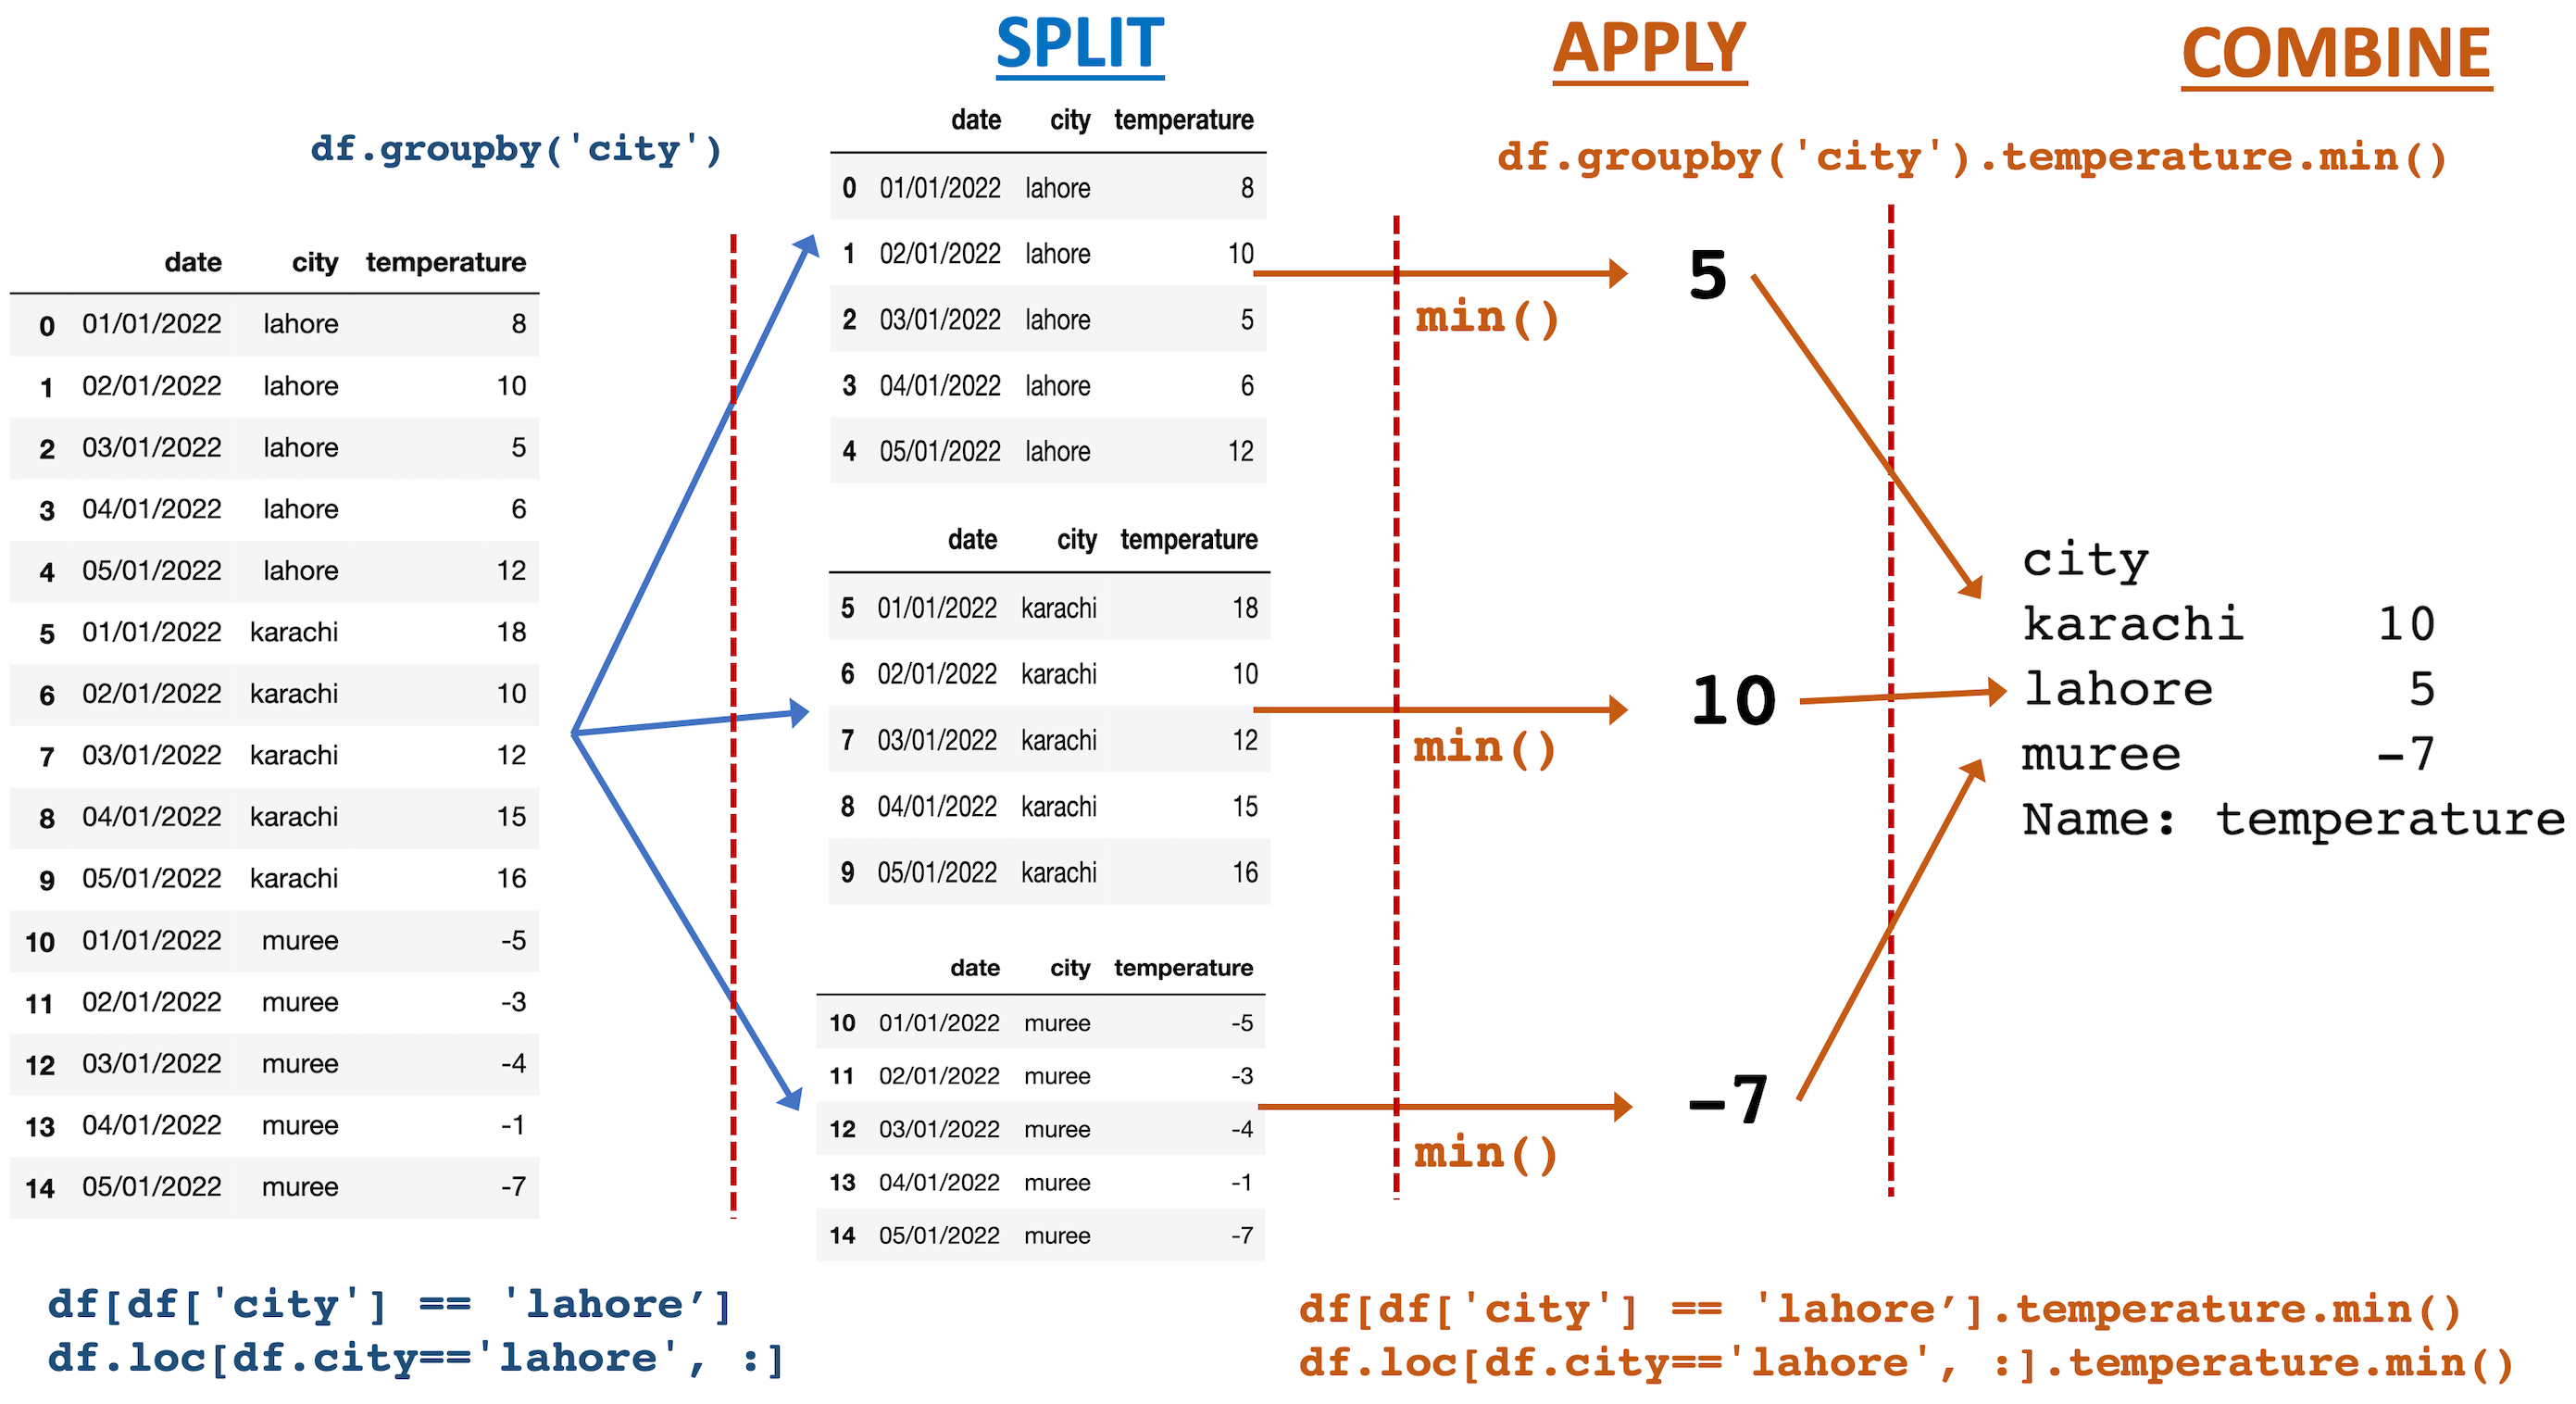 SPLIT
APPLY
COMBINE
df.groupby('city')
df.groupby('city').temperature.min()
date city temperature
0 01/01/2022 lahore 8
1 02/01/2022 lahore 10
2 03/01/2022 lahore 5
3 04/01/2022 lahore 6
4 05/01/2022 lahore 12
5 01/01/2022 karachi 18
6 02/01/2022 karachi 10
7 03/01/2022 karachi 12
8 04/01/2022 karachi 15
9 05/01/2022 karachi 16
10 01/01/2022 muree -5
11 02/01/2022 muree -3
12 03/01/2022 muree -4
13 04/01/2022 muree -1
14 05/01/2022 muree -7
date city temperature
0 01/01/2022 lahore 8
1 02/01/2022 lahore 10
2 03/01/2022 lahore 5
3 04/01/2022 lahore 6
4 05/01/2022 lahore 12
date city temperature
5 01/01/2022 karachi 18
6 02/01/2022 karachi 10
7 03/01/2022 karachi 12
8 04/01/2022 karachi 15
9 05/01/2022 karachi 16
date city temperature
10 01/01/2022 muree -5
11 02/01/2022 muree -3
12 03/01/2022 muree -4
13 04/01/2022 muree -1
14 05/01/2022 muree -7
min()
5
min()
10
min()
-7
city
karachi 10
lahore 5
muree -7
Name: temperature
df[df['city'] == 'lahore’]
df.loc[df.city=='lahore', :]
df[df['city'] == 'lahore’].temperature.min()
df.loc[df.city=='lahore', :].temperature.min()